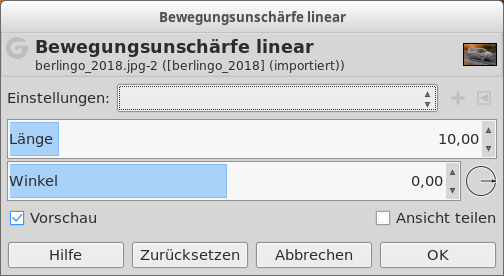 Bewegungsunschärfe linear
Bewegungsunschärfe linear
berlingo_2018.jpg-2 ([berlingo_2018] (importiert))
Einstellungen:
Länge 10,00
Winkel 0,00
Vorschau Ansicht teilen
Hilfe Zurücksetzen Abbrechen OK